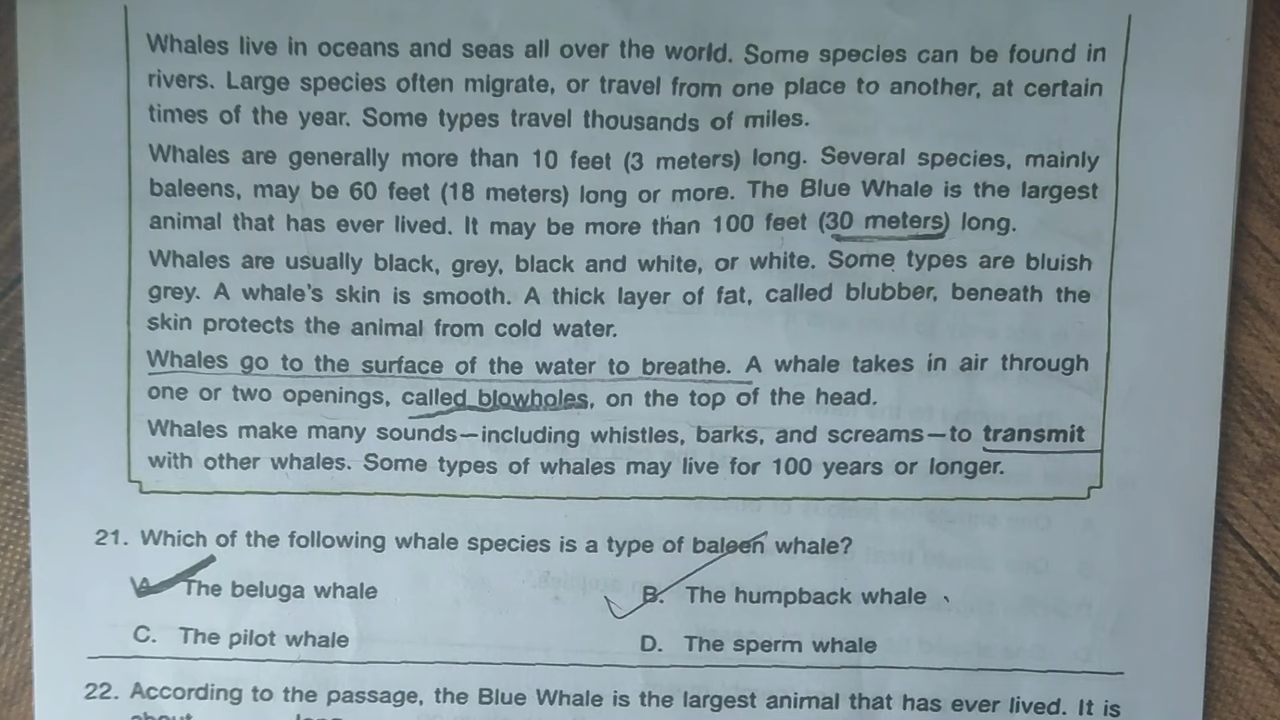 Whales live in oceans and seas all over the world. Some species can be found in
rivers. Large species often migrate, or travel from one place to another, at certain
times of the year. Some types travel thousands of miles.
Whales are generally more than 10 feet (3 meters) long. Several species, mainly
baleens, may be 60 feet (18 meters) long or more. The Blue Whale is the largest
animal that has ever lived. It may be more than 100 feet (30 meters) long.
Whales are usually black, grey, black and white, or white. Some types are bluish
grey. A whale's skin is smooth. A thick layer of fat, called blubber, beneath the
skin protects the animal from cold water.
Whales go to the surface of the water to breathe. A whale takes in air through
one or two openings, called blowholes, on the top of the head.
Whales make many sounds—including whistles, barks, and screams—to transmit
with other whales. Some types of whales may live for 100 years or longer.
21. Which of the following whale species is a type of baleen whale?
A. The beluga whale B. The humpback whale
C. The pilot whale D. The sperm whale
22. According to the passage, the Blue Whale is the largest animal that has ever lived. It is
about long